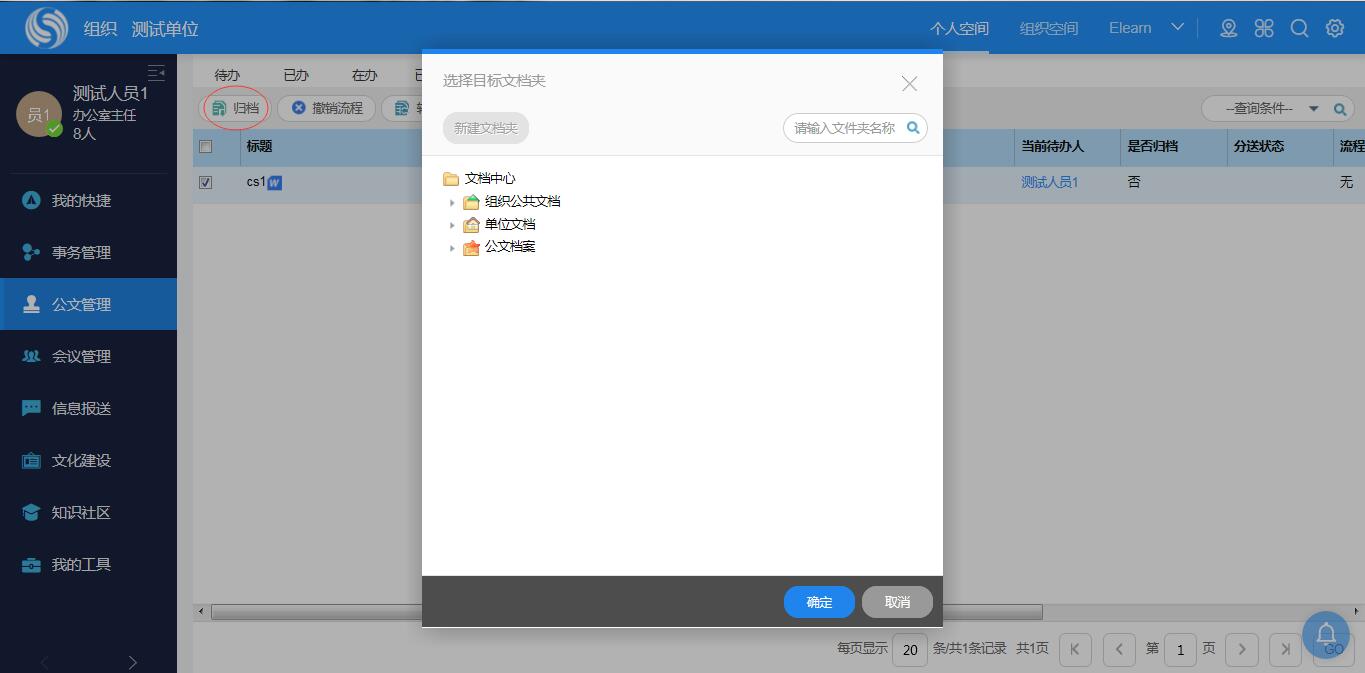 组织 测试单位
个人空间 组织空间 Elearn
测试人员1
办公室主任
8人
员1
我的快捷
事务管理
公文管理
会议管理
信息报送
文化建设
知识社区
我的工具
待办 已办 在办
归档 撤销流程
--查询条件--
标题 当前待办人 是否归档 分送状态 流程
cs1 测试人员1 否 无
选择目标文档夹
新建文档夹 请输入文件夹名称
文档中心
组织公共文档
单位文档
公文档案
确定 取消
每页显示 20 条/共1条记录 共1页 第 1 页 GO